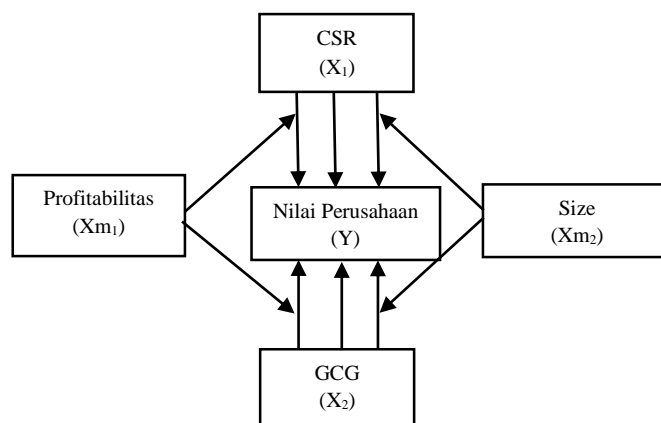 CSR
(X₁)
Profitabilitas
(Xm₁)
Nilai Perusahaan
(Y)
Size
(Xm₂)
GCG
(X₂)